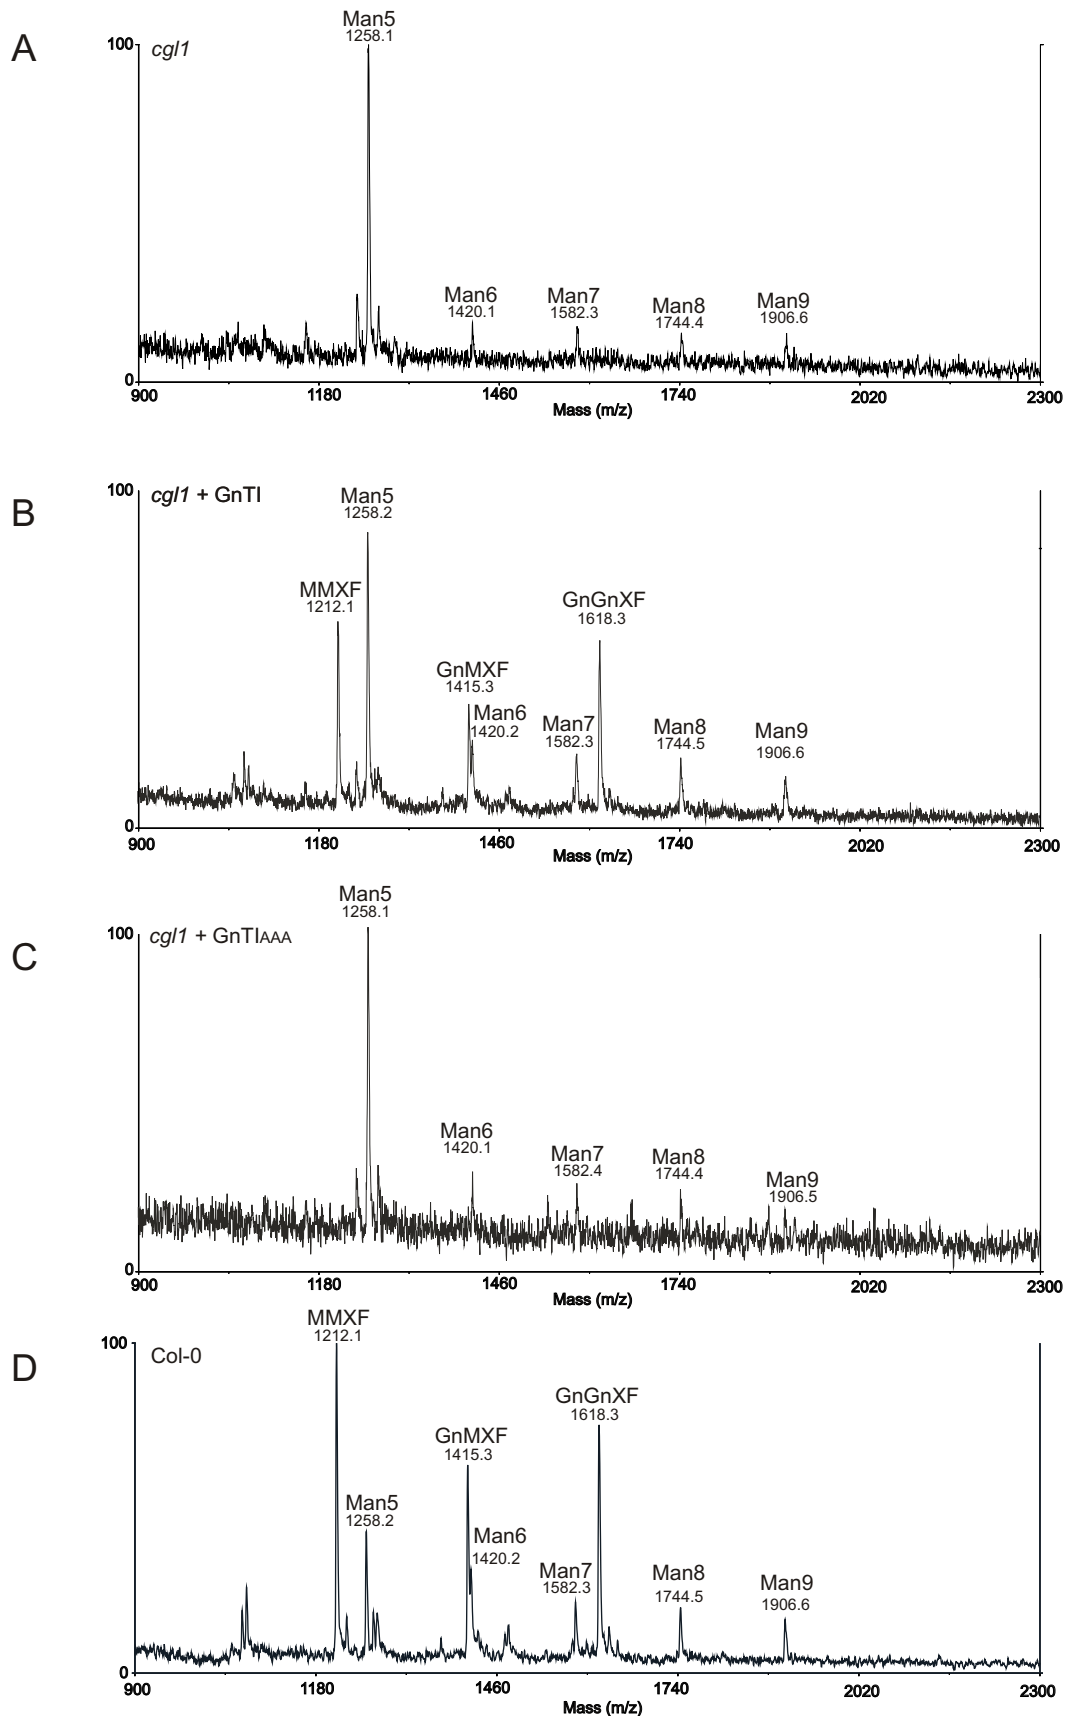 A
cgl1
Man5
1258.1
100
Man6
1420.1
Man7
1582.3
Man8
1744.4
Man9
1906.6
0
900 1180 1460 1740 2020 2300
Mass (m/z)
B
cgl1 + GnTI
Man5
1258.2
100
MMXF
1212.1
GnGnXF
1618.3
GnMXF
1415.3
Man6
1420.2
Man7
1582.3
Man8
1744.5
Man9
1906.6
0
900 1180 1460 1740 2020 2300
Mass (m/z)
C
cgl1 + GnTIAAA
Man5
1258.1
100
Man6
1420.1
Man7
1582.4
Man8
1744.4
Man9
1906.5
0
900 1180 1460 1740 2020 2300
Mass (m/z)
D
Col-0
MMXF
1212.1
100
GnGnXF
1618.3
GnMXF
1415.3
Man5
1258.2
Man6
1420.2
Man7
1582.3
Man8
1744.5
Man9
1906.6
0
900 1180 1460 1740 2020 2300
Mass (m/z)